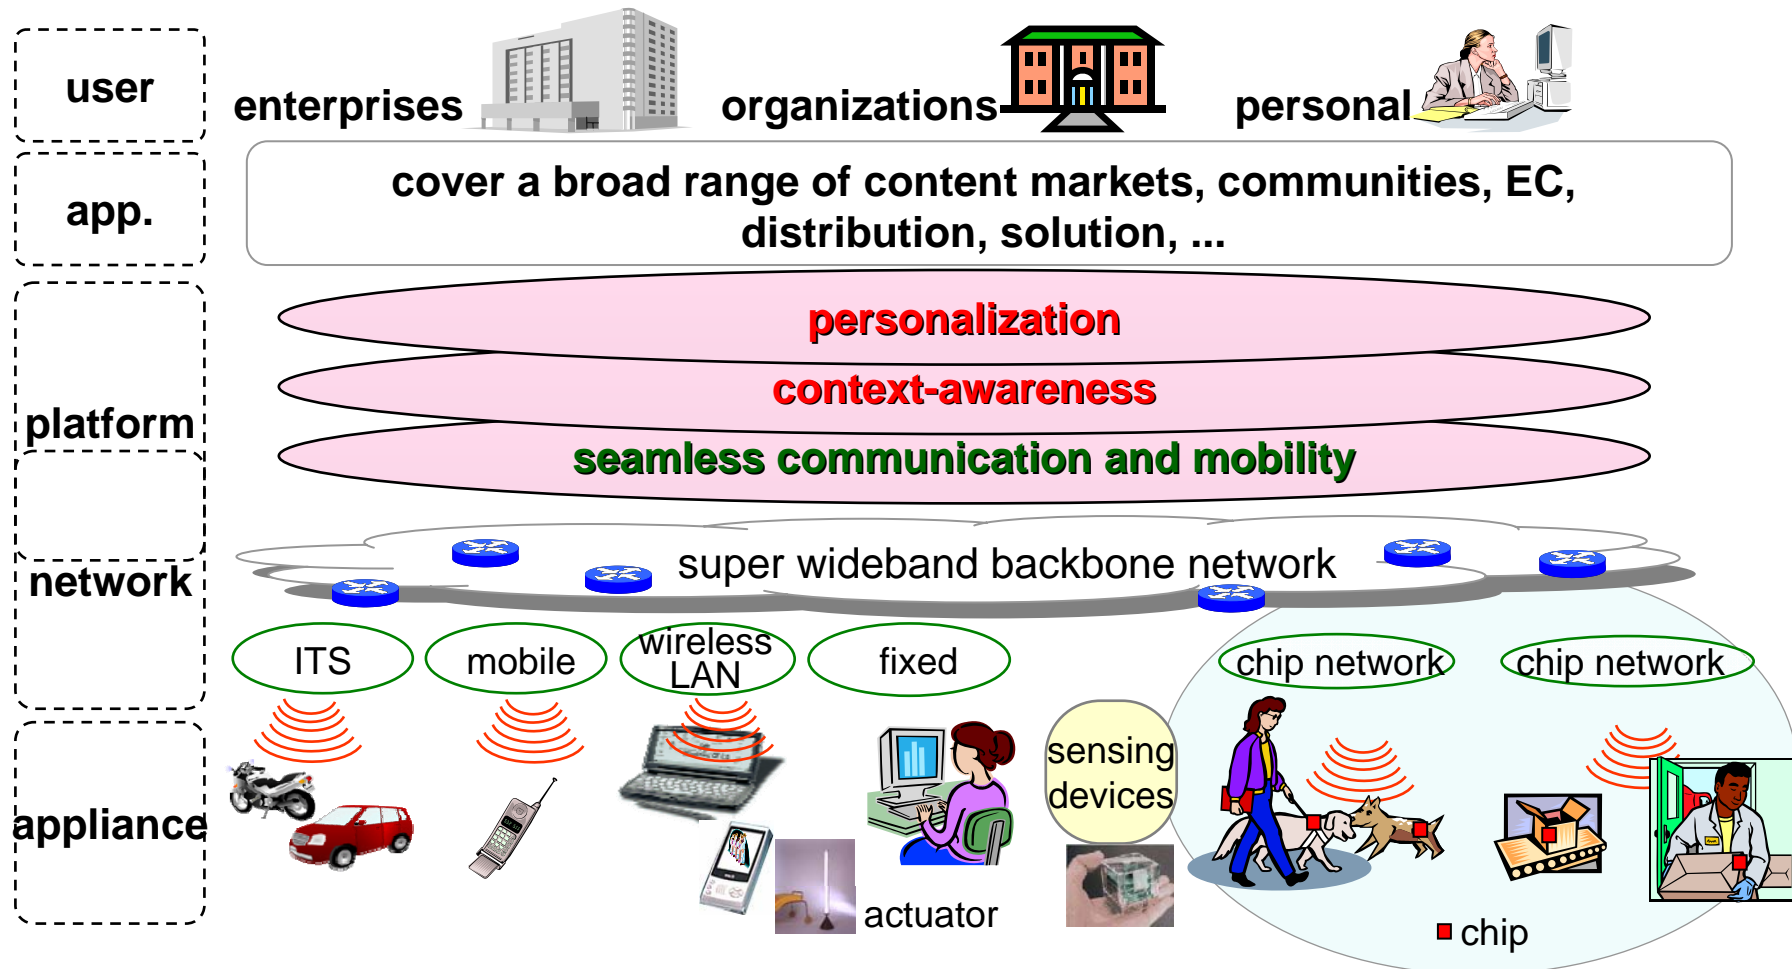 user
enterprises
organizations
personal
app.
cover a broad range of content markets, communities, EC,
distribution, solution, ...
platform
personalization
context-awareness
seamless communication and mobility
network
super wideband backbone network
ITS
mobile
wireless
LAN
fixed
chip network
chip network
appliance
sensing
devices
actuator
chip